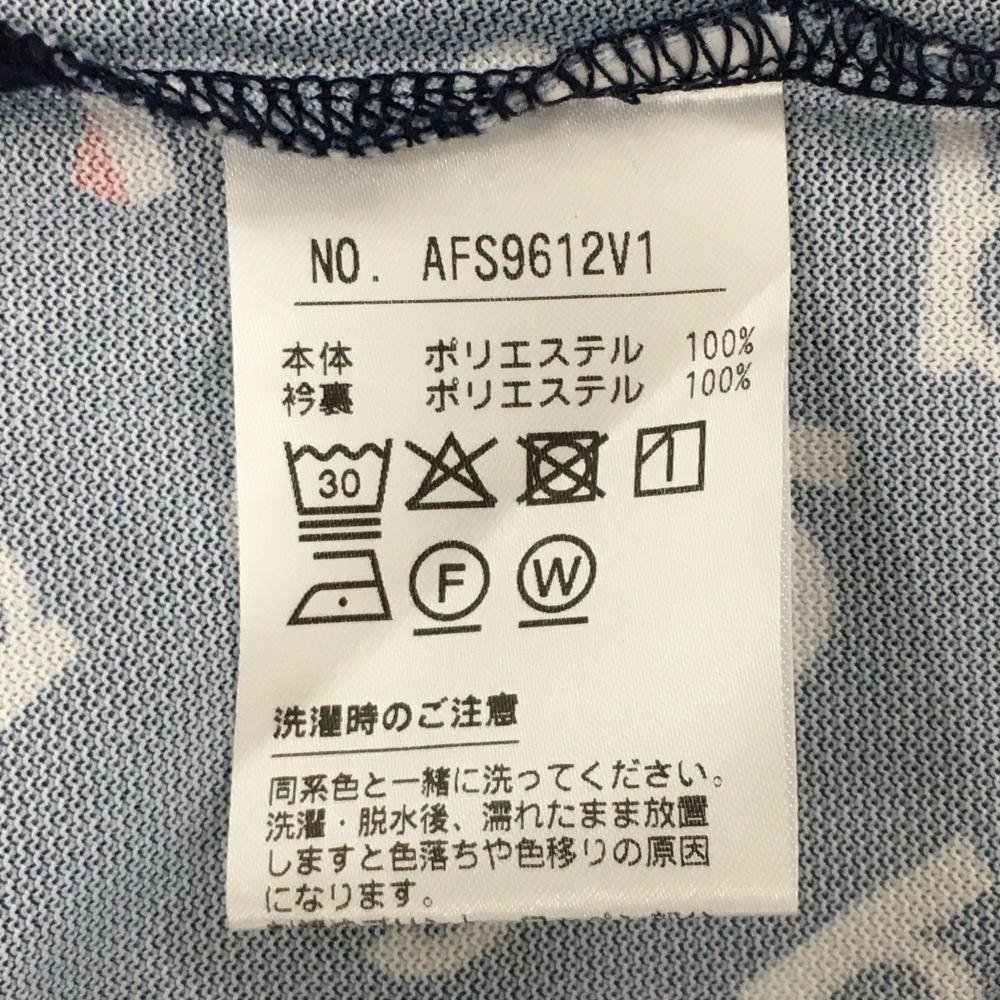 NO. AFS9612V1
本体 ポリエステル 100%
衿裏 ポリエステル 100%
30
F W
洗濯時のご注意
同系色と一緒に洗ってください。
洗濯・脱水後、濡れたまま放置
しますと色落ちや色移りの原因
になります。